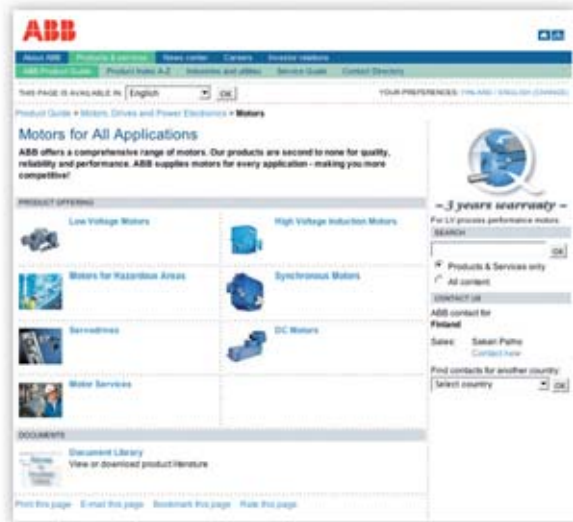 ABB
About ABB Products & services News center Careers Investor relations
ABB Product Guide Product Index A-Z Industries and utilities Service Guide Contact Directory
THIS PAGE IS AVAILABLE IN: English OK YOUR PREFERENCES: FINLAND / ENGLISH (CHANGE)
Product Guide > Motors, Drives and Power Electronics > Motors
Motors for All Applications
ABB offers a comprehensive range of motors. Our products are second to none for quality,
reliability and performance. ABB supplies motors for every application - making you more
competitive!
PRODUCT OFFERING
Low Voltage Motors
High Voltage Induction Motors
Motors for Hazardous Areas
Synchronous Motors
Servodrives
DC Motors
Motor Services
DOCUMENTS
Document Library
View or download product literature
Print this page E-mail this page Bookmark this page Rate this page
– 3 years warranty –
For LV process performance motors
SEARCH
OK
Products & Services only
All content
CONTACT US
ABB contact for
Finland
Sales: Sakari Patho
Contact now
Find contacts for another country:
Select country OK